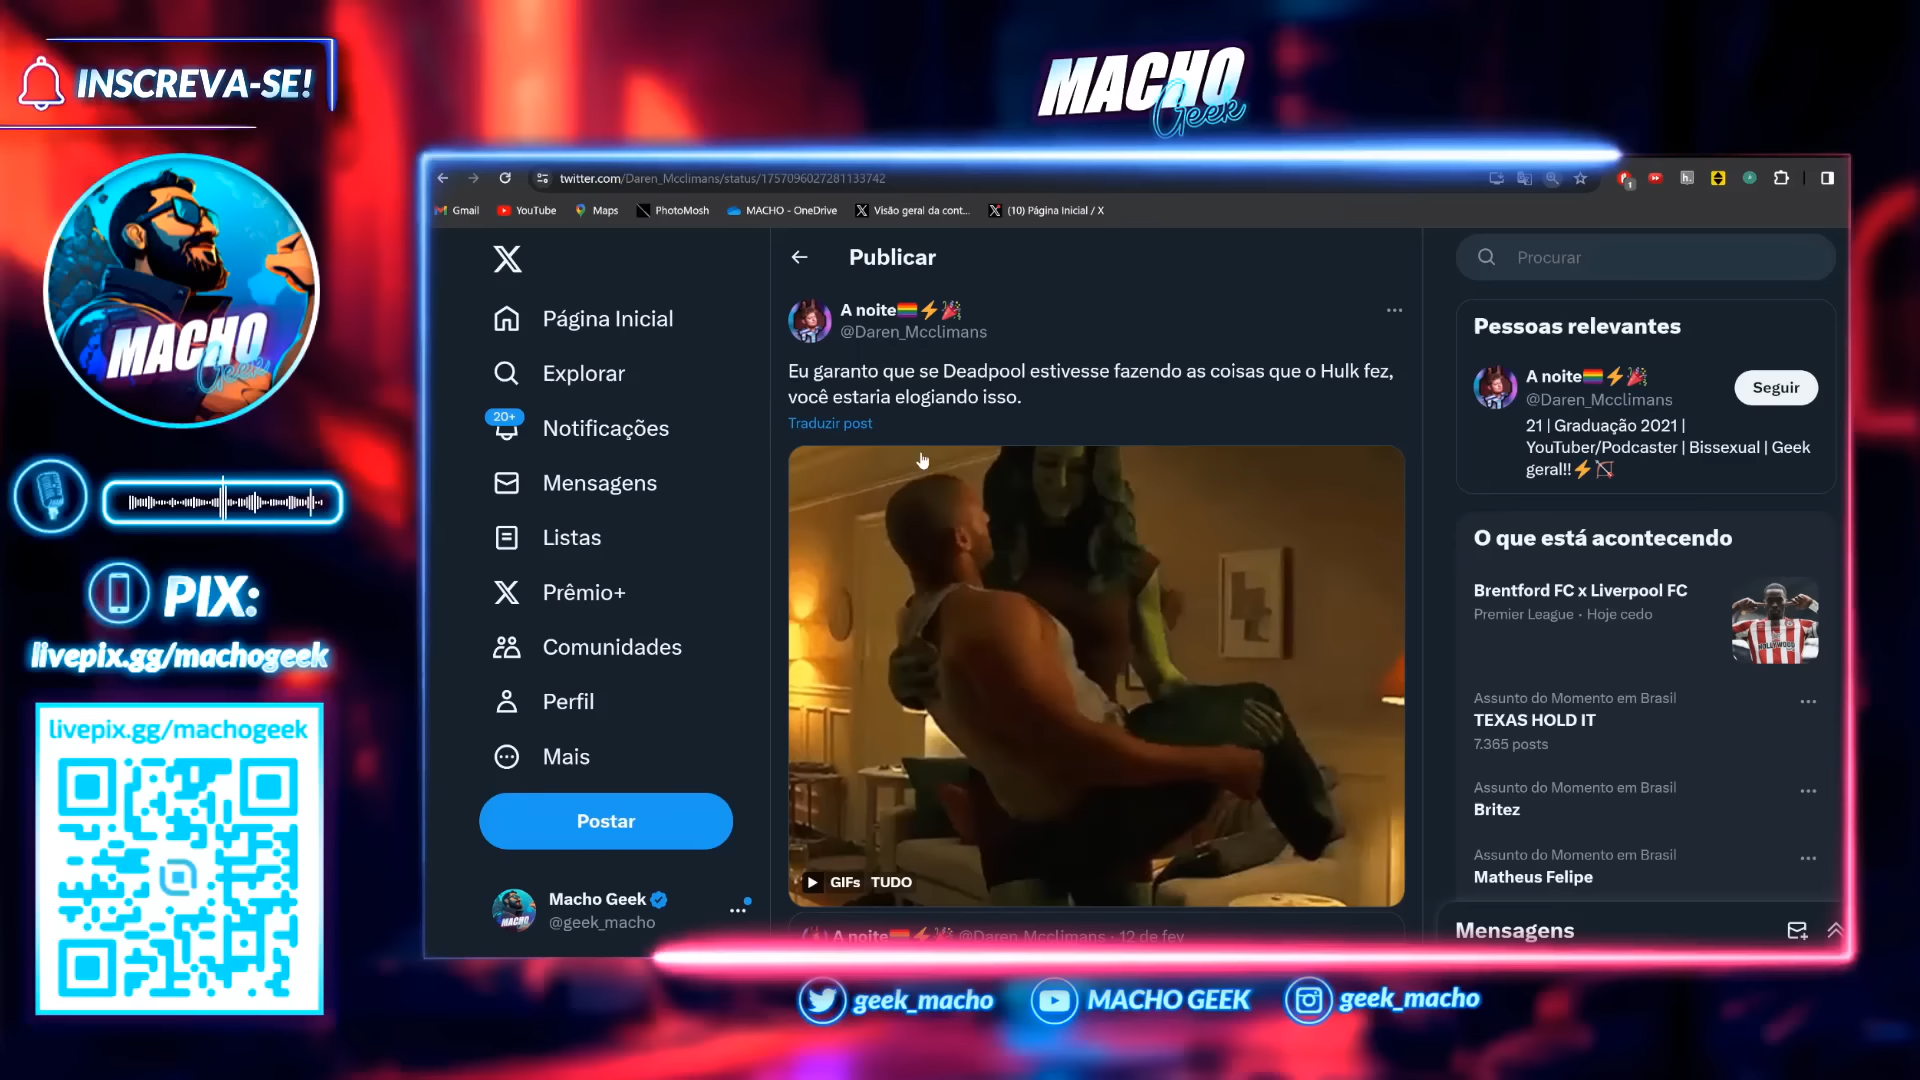 INSCREVA-SE!
MACHO
Geek
MACHO
Geek
PIX:
livepix.gg/machogeek
livepix.gg/machogeek
twitter.com/Daren_Mcclimans/status/1757096027281133742
Gmail
YouTube
Maps
PhotoMosh
MACHO - OneDrive
Visão geral da cont...
(10) Página Inicial / X
Página Inicial
Explorar
20+
Notificações
Mensagens
Listas
Prêmio+
Comunidades
Perfil
Mais
Postar
Macho Geek
@geek_macho
Publicar
A noite
@Daren_Mcclimans
Eu garanto que se Deadpool estivesse fazendo as coisas que o Hulk fez,
você estaria elogiando isso.
Traduzir post
GIFs TUDO
A noite @Daren_Mcclimans · 12 de fev
Procurar
Pessoas relevantes
A noite
@Daren_Mcclimans
Seguir
21 | Graduação 2021 |
YouTuber/Podcaster | Bissexual | Geek
geral!!
O que está acontecendo
Brentford FC x Liverpool FC
Premier League · Hoje cedo
HOLLYWOOD
Assunto do Momento em Brasil
TEXAS HOLD IT
7.365 posts
Assunto do Momento em Brasil
Britez
Assunto do Momento em Brasil
Matheus Felipe
Mensagens
geek_macho
MACHO GEEK
geek_macho